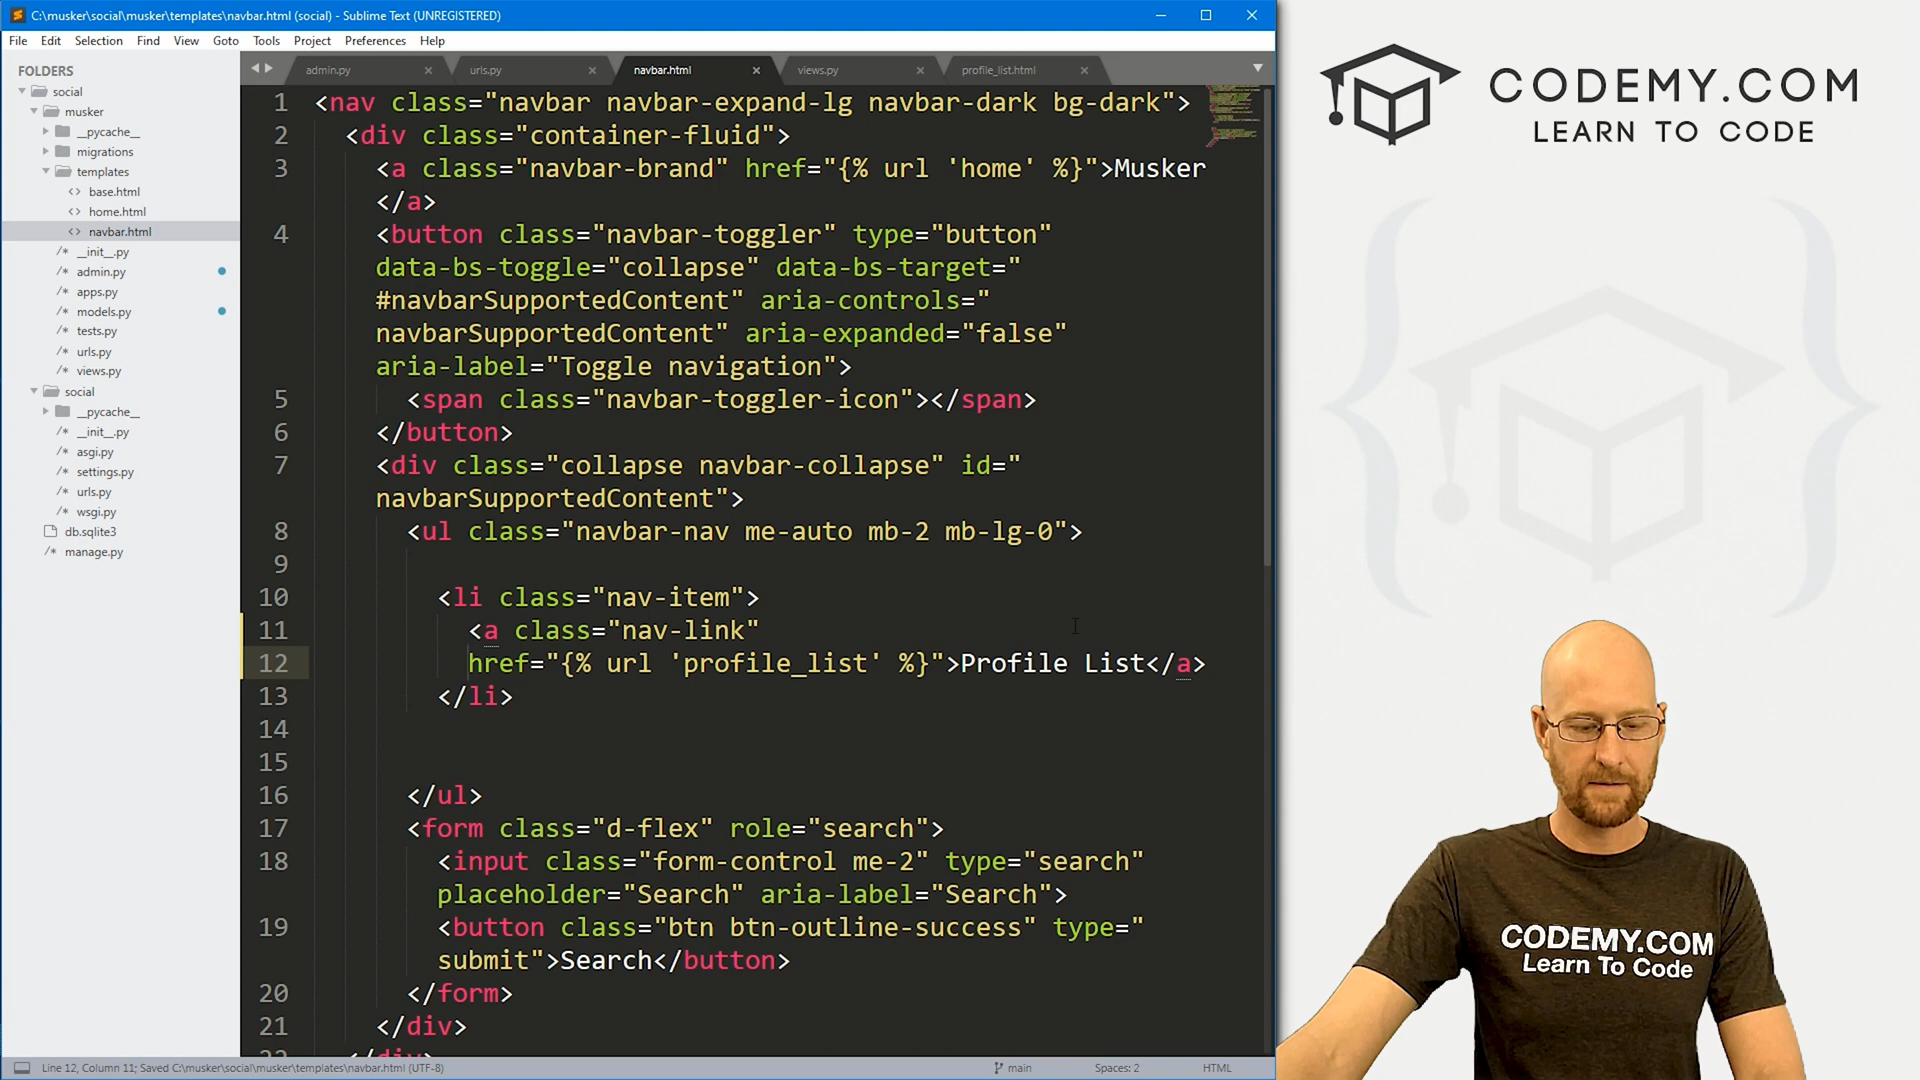 C:\musker\social\musker\templates\navbar.html (social) - Sublime Text (UNREGISTERED)
File Edit Selection Find View Goto Tools Project Preferences Help
FOLDERS
social
musker
__pycache__
migrations
templates
base.html
home.html
navbar.html
__init__.py
admin.py
apps.py
models.py
tests.py
urls.py
views.py
social
__pycache__
__init__.py
asgi.py
settings.py
urls.py
wsgi.py
db.sqlite3
manage.py
admin.py urls.py navbar.html views.py profile_list.html
1 <nav class="navbar navbar-expand-lg navbar-dark bg-dark">
2 <div class="container-fluid">
3 <a class="navbar-brand" href="{% url 'home' %}">Musker
</a>
4 <button class="navbar-toggler" type="button"
data-bs-toggle="collapse" data-bs-target="
#navbarSupportedContent" aria-controls="
navbarSupportedContent" aria-expanded="false"
aria-label="Toggle navigation">
5 <span class="navbar-toggler-icon"></span>
6 </button>
7 <div class="collapse navbar-collapse" id="
navbarSupportedContent">
8 <ul class="navbar-nav me-auto mb-2 mb-lg-0">
9
10 <li class="nav-item">
11 <a class="nav-link"
12 href="{% url 'profile_list' %}">Profile List</a>
13 </li>
14
15
16 </ul>
17 <form class="d-flex" role="search">
18 <input class="form-control me-2" type="search"
placeholder="Search" aria-label="Search">
19 <button class="btn btn-outline-success" type="
submit">Search</button>
20 </form>
21 </div>
22 </div>
Line 12, Column 11; Saved C:\musker\social\musker\templates\navbar.html (UTF-8) main Spaces: 2 HTML
CODEMY.COM
LEARN TO CODE
CODEMY.COM
Learn To Code